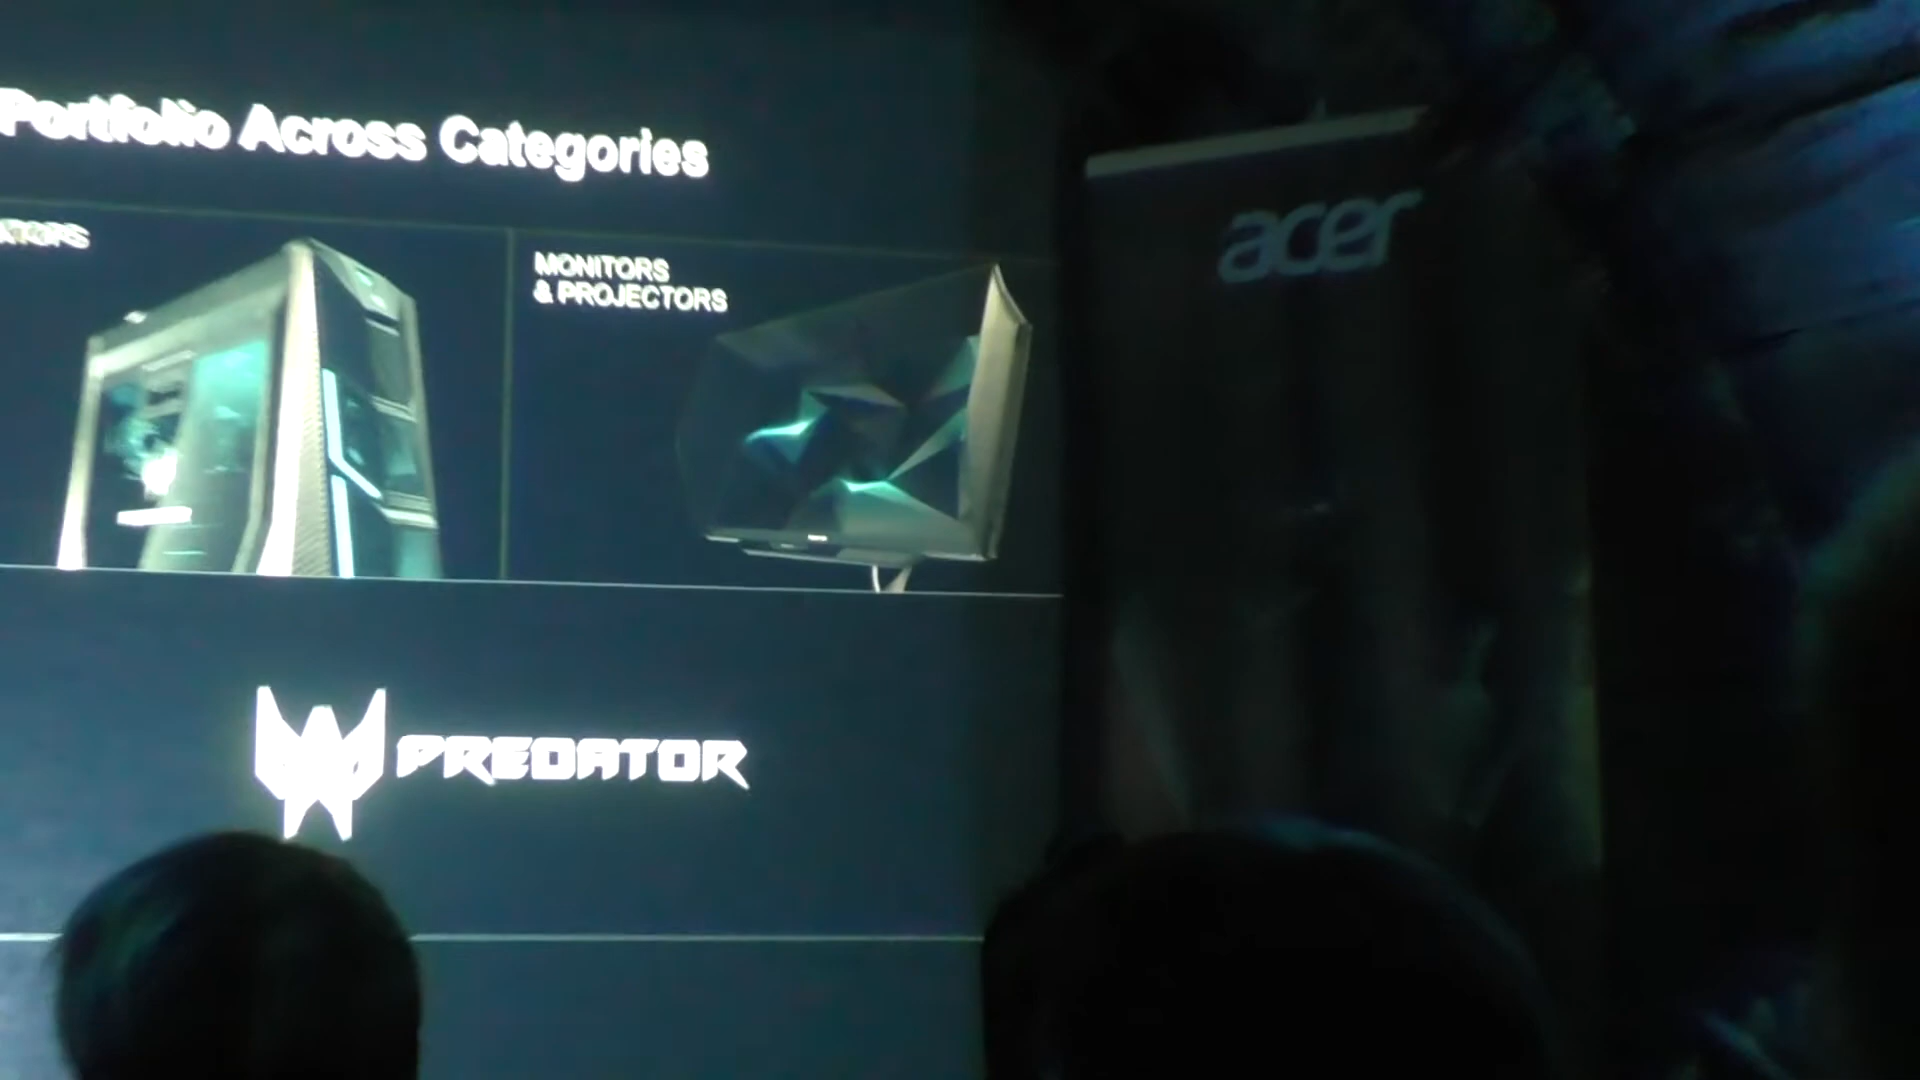 Portfolio Across Categories
MONITORS
& PROJECTORS
acer
PREDATOR